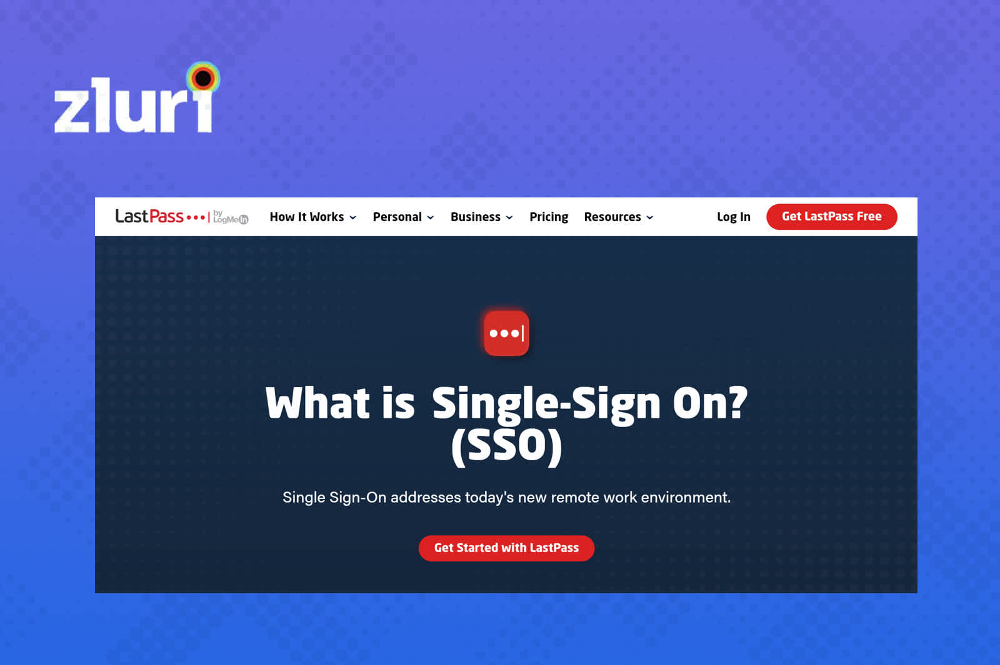 zluri
LastPass by LogMeIn How It Works Personal Business Pricing Resources Log In Get LastPass Free
What is Single-Sign On?
(SSO)
Single Sign-On addresses today's new remote work environment.
Get Started with LastPass